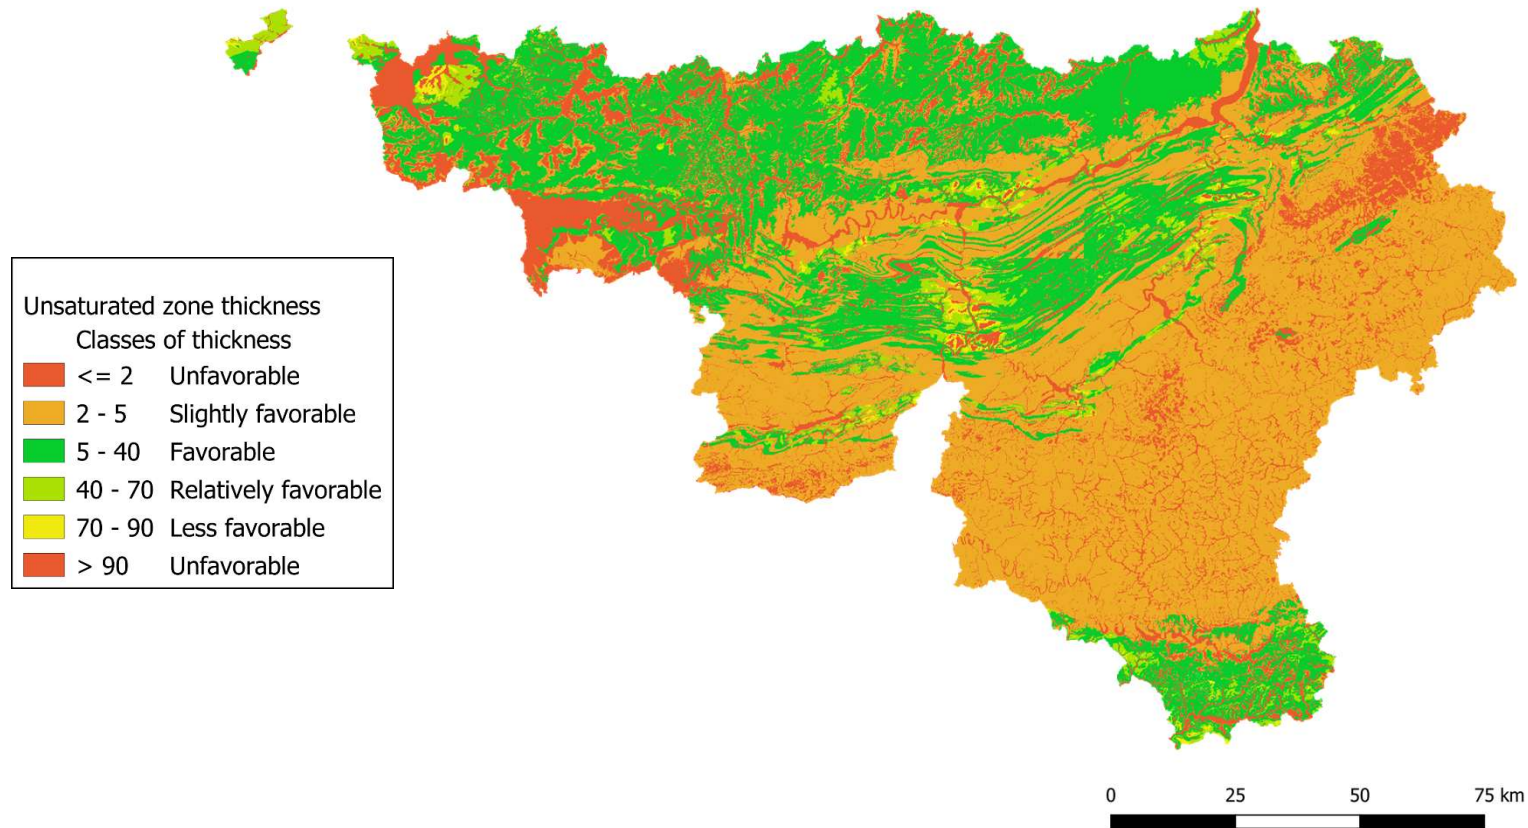 Unsaturated zone thickness
Classes of thickness
<= 2 Unfavorable
2 - 5 Slightly favorable
5 - 40 Favorable
40 - 70 Relatively favorable
70 - 90 Less favorable
> 90 Unfavorable
0 25 50 75 km